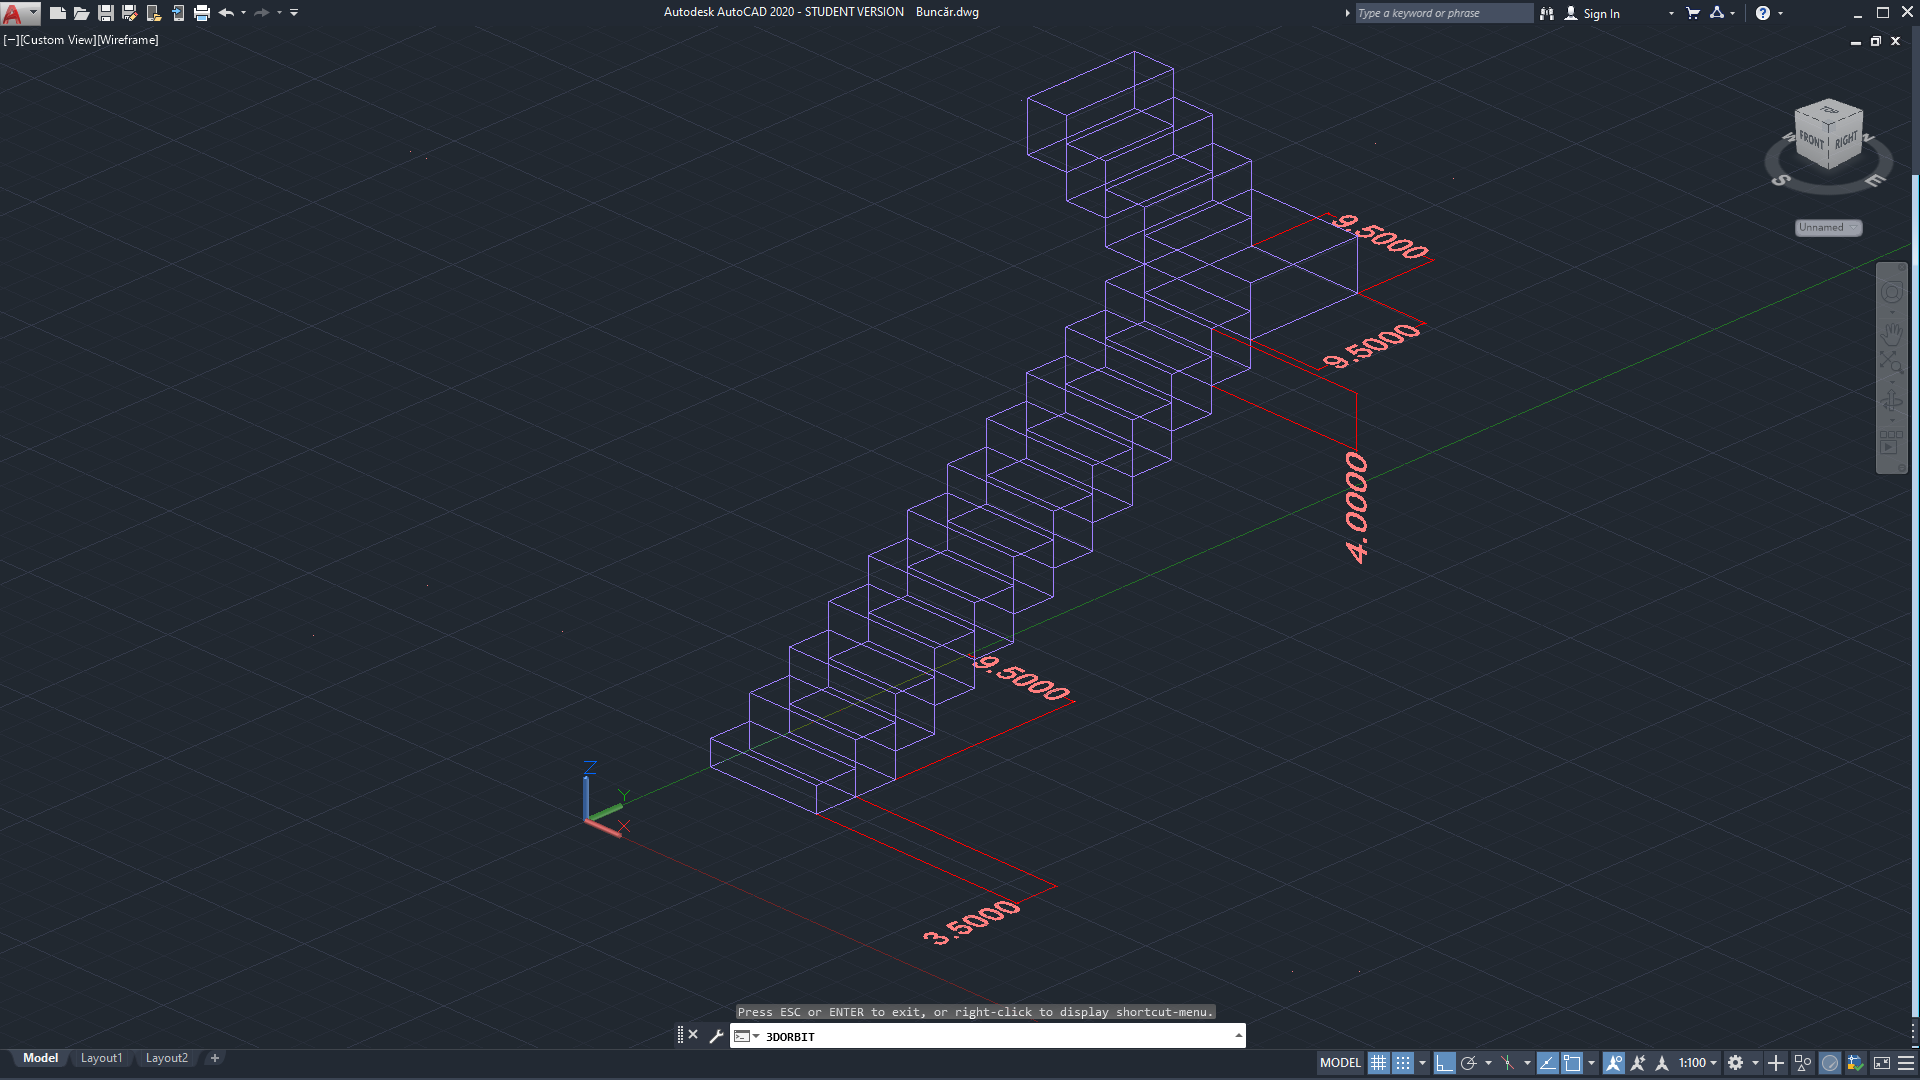 Autodesk AutoCAD 2020 - STUDENT VERSION Buncăr.dwg
Type a keyword or phrase
Sign In
[−][Custom View][Wireframe]
TOP
FRONT
RIGHT
S
E
Unnamed
9.5000
9.5000
4.0000
9.5000
3.5000
Z
Y
X
Press ESC or ENTER to exit, or right-click to display shortcut-menu.
3DORBIT
Model Layout1 Layout2 +
MODEL 1:100